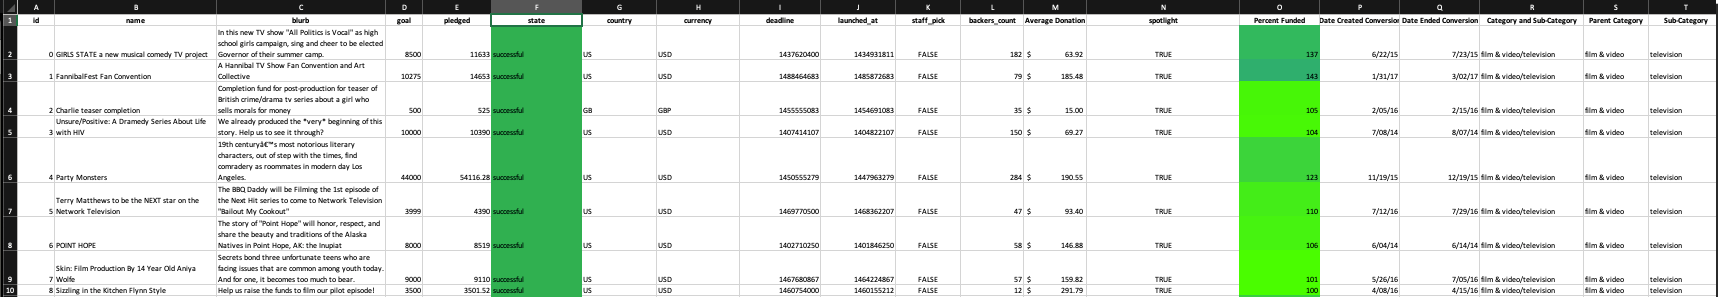 A B C D E F G H I J K L M N O P Q R S T
1 id name blurb goal pledged state country currency deadline launched_at staff_pick backers_count Average Donation spotlight Percent Funded Date Created Conversion Date Ended Conversion Category and Sub-Category Parent Category Sub-Category
In this new TV show "All Politics is Vocal" as high
school girls campaign, sing and cheer to be elected
2 0 GIRLS STATE a new musical comedy TV project Governor of their summer camp. 8500 11633 successful US USD 1437620400 1434931811 FALSE 182 $ 63.92 TRUE 137 6/22/15 7/23/15 film & video/television film & video television
A Hannibal TV Show Fan Convention and Art
3 1 FannibalFest Fan Convention Collective 10275 14653 successful US USD 1488464683 1485872683 FALSE 79 $ 185.48 TRUE 143 1/31/17 3/02/17 film & video/television film & video television
Completion fund for post-production for teaser of
British crime/drama tv series about a girl who
4 2 Charlie teaser completion sells morals for money 500 525 successful GB GBP 1455555083 1454691083 FALSE 35 $ 15.00 TRUE 105 2/05/16 2/15/16 film & video/television film & video television
Unsure/Positive: A Dramedy Series About Life We already produced the *very* beginning of this
5 3 with HIV story. Help us to see it through? 10000 10390 successful US USD 1407414107 1404822107 FALSE 150 $ 69.27 TRUE 104 7/08/14 8/07/14 film & video/television film & video television
19th centuryâ€™s most notorious literary
characters, out of step with the times, find
comradery as roommates in modern day Los
6 4 Party Monsters Angeles. 44000 54116.28 successful US USD 1450555279 1447963279 FALSE 284 $ 190.55 TRUE 123 11/19/15 12/19/15 film & video/television film & video television
The BBQ Daddy will be Filming the 1st episode of
Terry Matthews to be the NEXT star on the the Next Hit series to come to Network Television
7 5 Network Television "Bailout My Cookout" 3999 4390 successful US USD 1469770500 1468362207 FALSE 47 $ 93.40 TRUE 110 7/12/16 7/29/16 film & video/television film & video television
The story of "Point Hope" will honor, respect, and
share the beauty and traditions of the Alaska
8 6 POINT HOPE Natives in Point Hope, AK: the Inupiat 8000 8519 successful US USD 1402710250 1401846250 FALSE 58 $ 146.88 TRUE 106 6/04/14 6/14/14 film & video/television film & video television
Secrets bond three unfortunate teens who are
Skin: Film Production By 14 Year Old Aniya facing issues that are common among youth today.
9 7 Wolfe And for one, it becomes too much to bear. 9000 9110 successful US USD 1467680867 1464224867 FALSE 57 $ 159.82 TRUE 101 5/26/16 7/05/16 film & video/television film & video television
10 8 Sizzling in the Kitchen Flynn Style Help us raise the funds to film our pilot episode! 3500 3501.52 successful US USD 1460754000 1460155212 FALSE 12 $ 291.79 TRUE 100 4/08/16 4/15/16 film & video/television film & video television